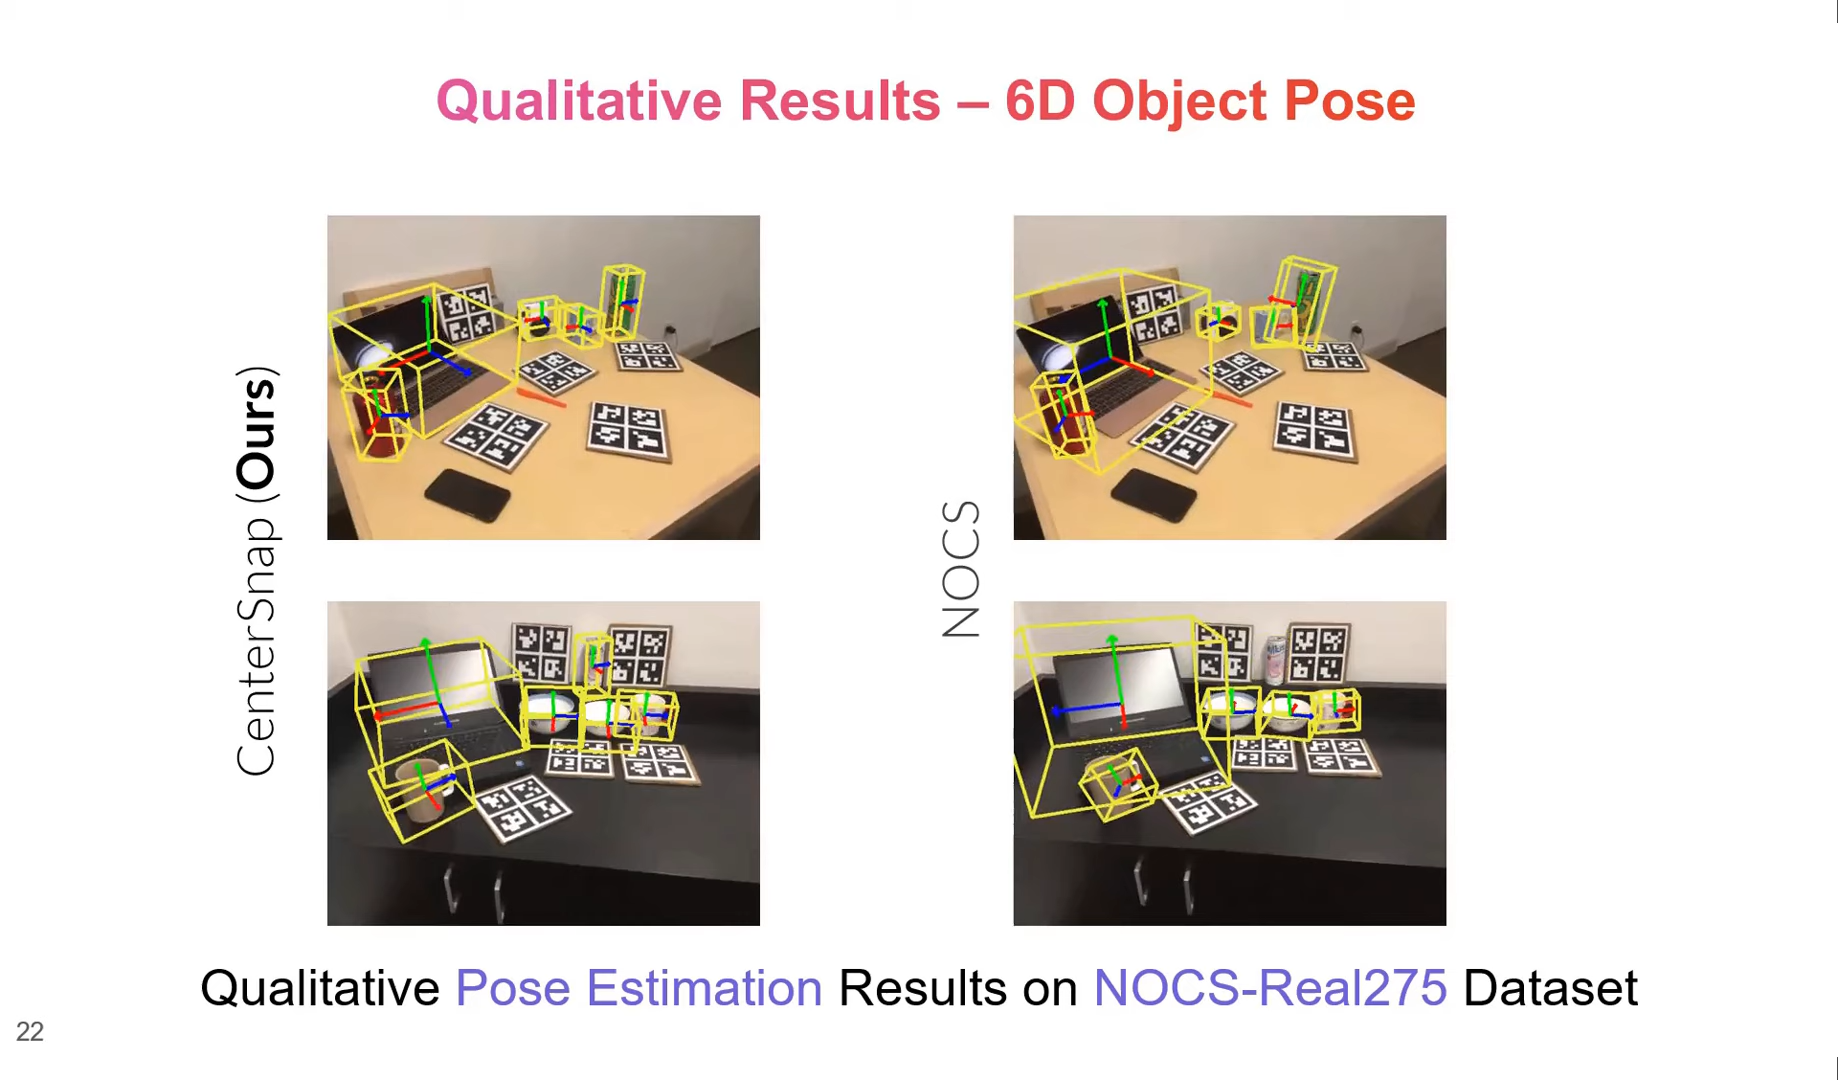 Qualitative Results – 6D Object Pose
CenterSnap (Ours)
NOCS
Qualitative Pose Estimation Results on NOCS-Real275 Dataset
22